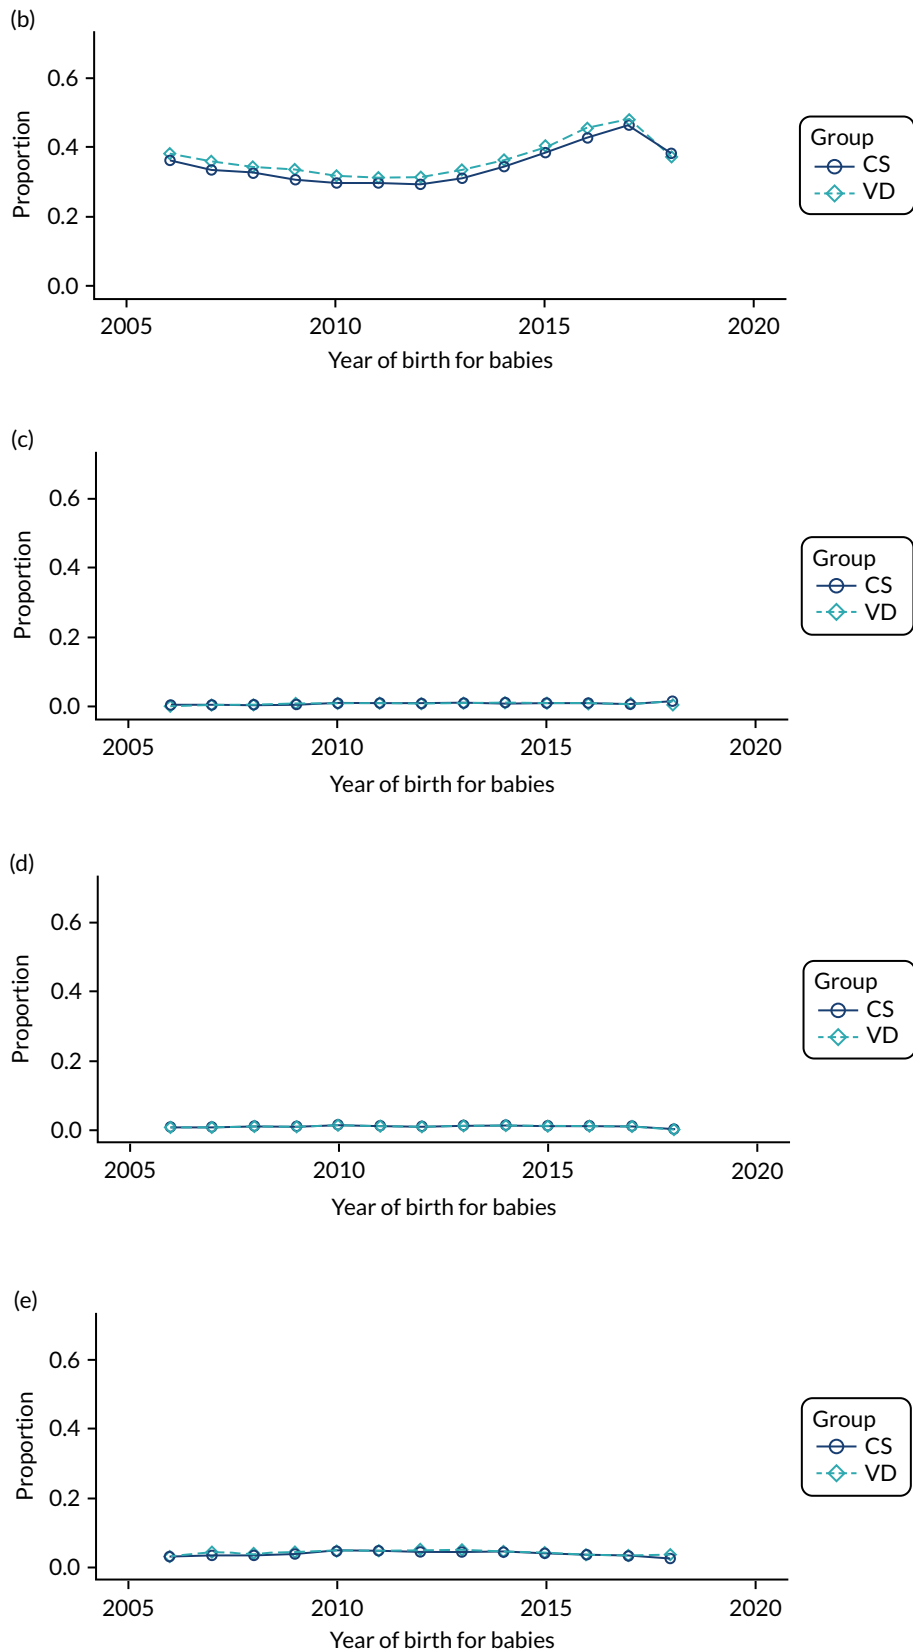 (b)
Proportion
0.6
0.4
0.2
0.0
2005 2010 2015 2020
Year of birth for babies
Group
CS
VD
(c)
Proportion
0.6
0.4
0.2
0.0
2005 2010 2015 2020
Year of birth for babies
Group
CS
VD
(d)
Proportion
0.6
0.4
0.2
0.0
2005 2010 2015 2020
Year of birth for babies
Group
CS
VD
(e)
Proportion
0.6
0.4
0.2
0.0
2005 2010 2015 2020
Year of birth for babies
Group
CS
VD